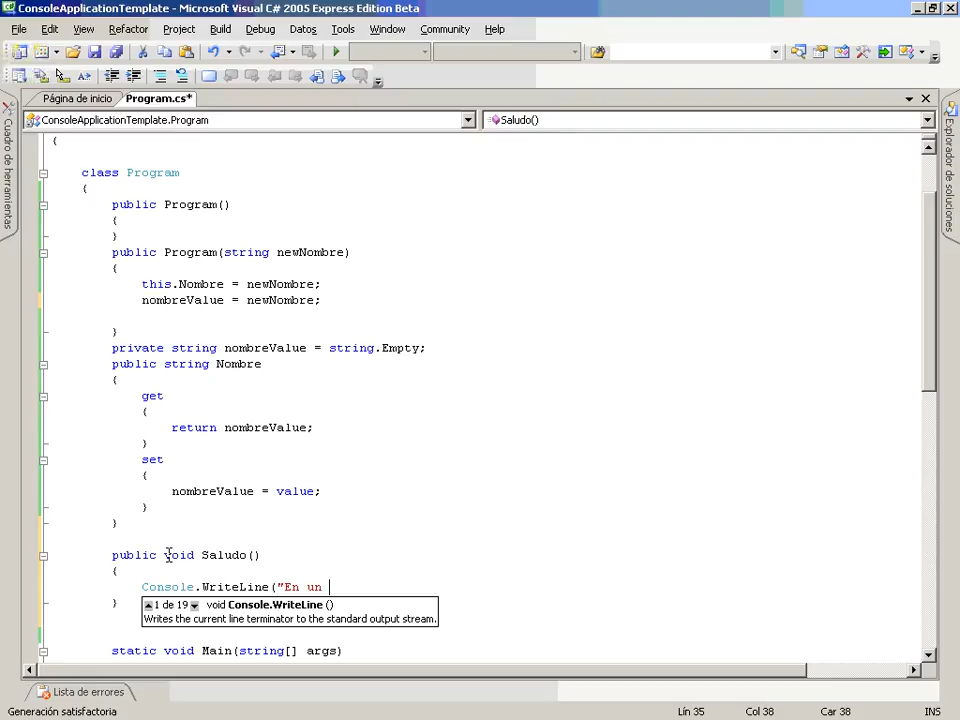 ConsoleApplicationTemplate - Microsoft Visual C# 2005 Express Edition Beta
File Edit View Refactor Project Build Debug Datos Tools Window Community Help
Página de inicio Program.cs*
ConsoleApplicationTemplate.Program Saludo()
Cuadro de herramientas
Explorador de soluciones
{
class Program
{
public Program()
{
}
public Program(string newNombre)
{
this.Nombre = newNombre;
nombreValue = newNombre;
}
private string nombreValue = string.Empty;
public string Nombre
{
get
{
return nombreValue;
}
set
{
nombreValue = value;
}
}
public void Saludo()
{
Console.WriteLine("En un
}
1 de 19 void Console.WriteLine ()
Writes the current line terminator to the standard output stream.
static void Main(string[] args)
Lista de errores
Generación satisfactoria Lín 35 Col 38 Car 38 INS